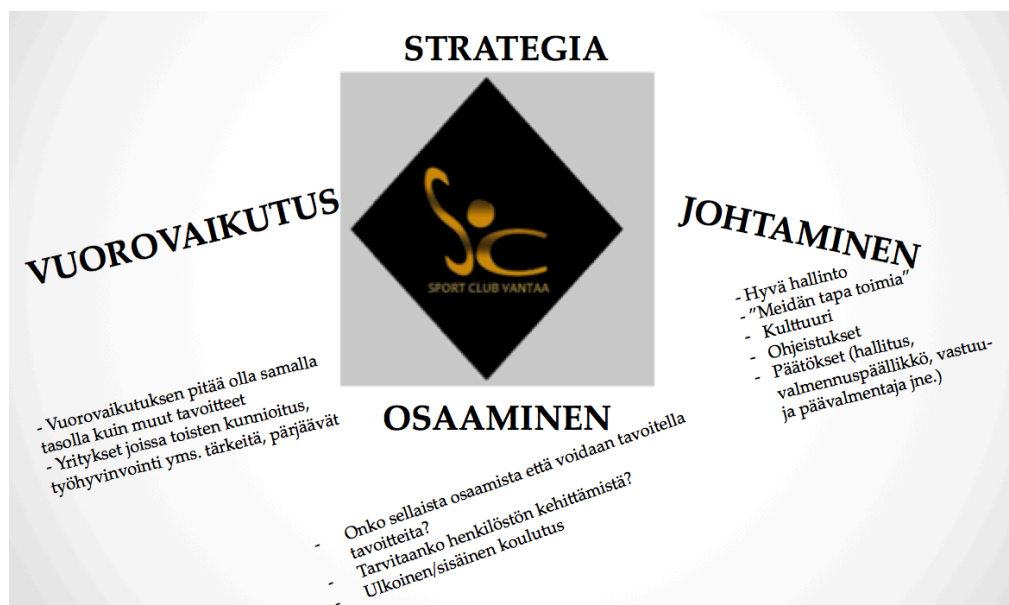 STRATEGIA
SPORT CLUB VANTAA
VUOROVAIKUTUS
- Vuorovaikutuksen pitää olla samalla
tasolla kuin muut tavoitteet
- Yritykset joissa toisten kunnioitus,
työhyvinvointi yms. tärkeitä, pärjäävät
JOHTAMINEN
- Hyvä hallinto
- ”Meidän tapa toimia”
- Kulttuuri
- Ohjeistukset
- Päätökset (hallitus,
valmennuspäällikkö, vastuu-
ja päävalmentaja jne.)
OSAAMINEN
- Onko sellaista osaamista että voidaan tavoitella
tavoitteita?
- Tarvitaanko henkilöstön kehittämistä?
- Ulkoinen/sisäinen koulutus